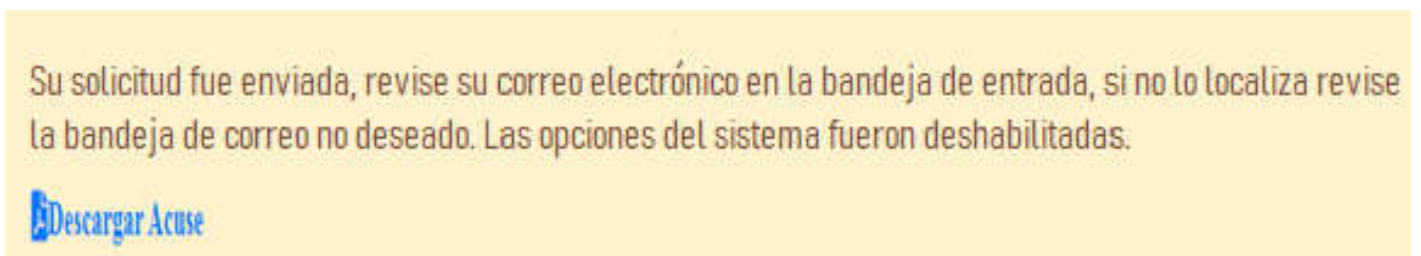 Su solicitud fue enviada, revise su correo electrónico en la bandeja de entrada, si no lo localiza revise
la bandeja de correo no deseado. Las opciones del sistema fueron deshabilitadas.
Descargar Acuse